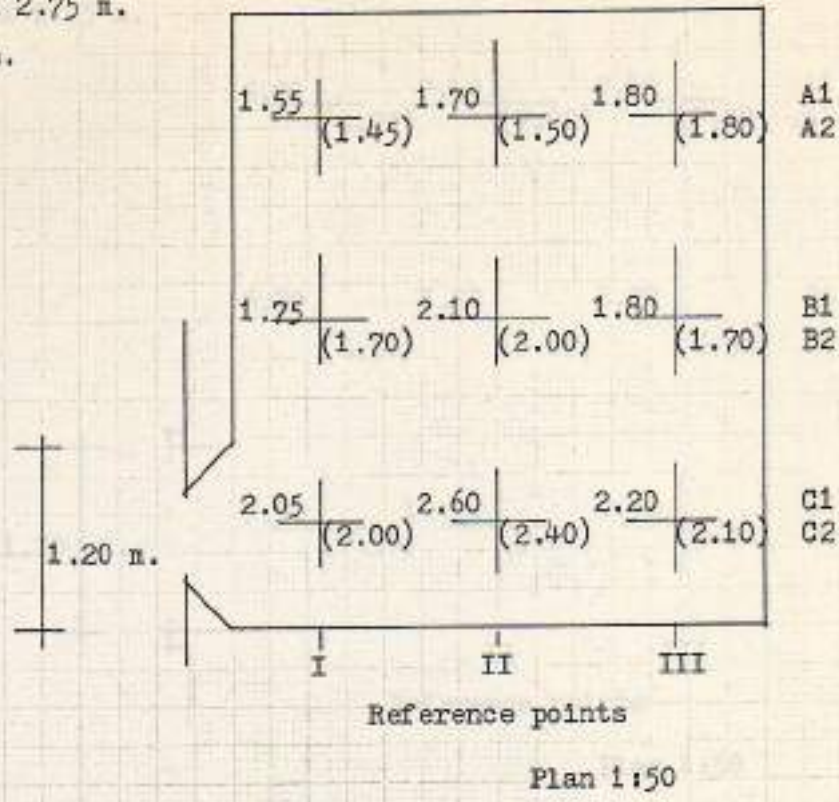 2.75 m.
1.55 1.70 1.80 A1
(1.45) (1.50) (1.80) A2
1.75 2.10 1.80 B1
(1.70) (2.00) (1.70) B2
2.05 2.60 2.20 C1
(2.00) (2.40) (2.10) C2
1.20 m.
I II III
Reference points
Plan 1:50